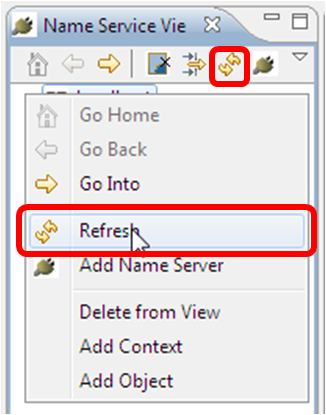 Name Service Vie
Go Home
Go Back
Go Into
Refresh
Add Name Server
Delete from View
Add Context
Add Object